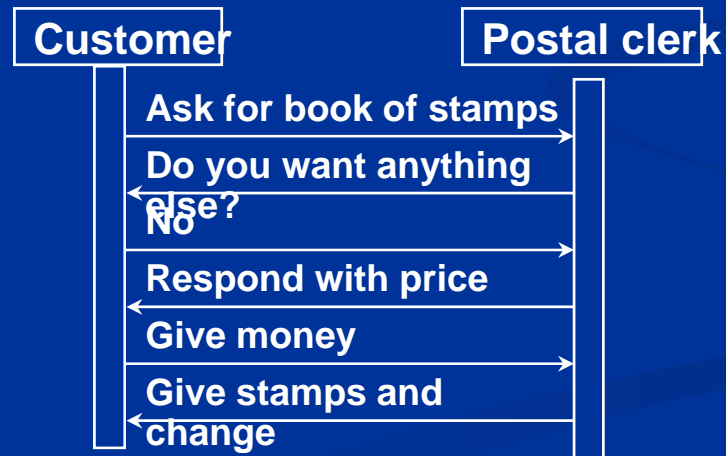 Customer
Postal clerk
Ask for book of stamps
Do you want anything
else?
No
Respond with price
Give money
Give stamps and
change